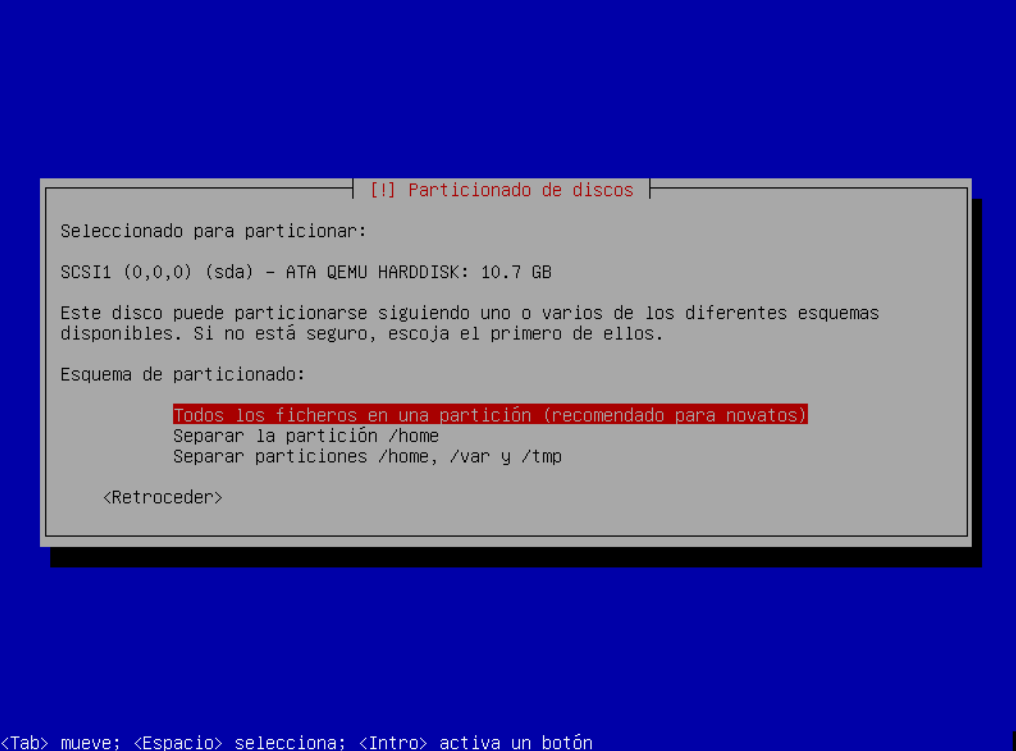 [!] Particionado de discos
Seleccionado para particionar:
SCSI1 (0,0,0) (sda) - ATA QEMU HARDDISK: 10.7 GB
Este disco puede particionarse siguiendo uno o varios de los diferentes esquemas
disponibles. Si no está seguro, escoja el primero de ellos.
Esquema de particionado:
Todos los ficheros en una partición (recomendado para novatos)
Separar la partición /home
Separar particiones /home, /var y /tmp
<Retroceder>
<Tab> mueve; <Espacio> selecciona; <Intro> activa un botón